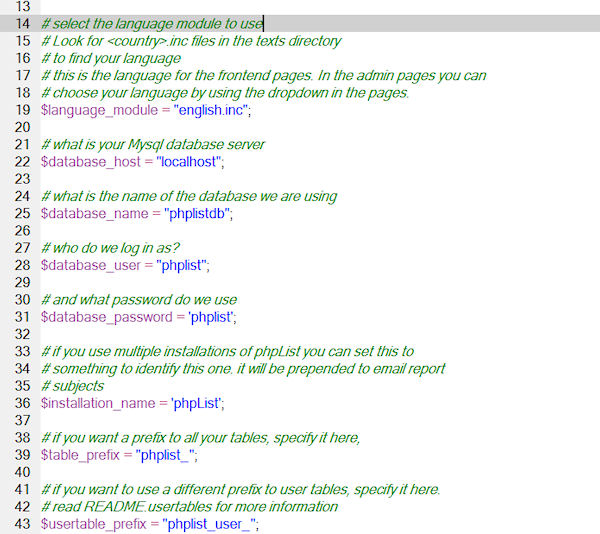 13
14 # select the language module to use
15 # Look for <country>.inc files in the texts directory
16 # to find your language
17 # this is the language for the frontend pages. In the admin pages you can
18 # choose your language by using the dropdown in the pages.
19 $language_module = "english.inc";
20
21 # what is your Mysql database server
22 $database_host = "localhost";
23
24 # what is the name of the database we are using
25 $database_name = "phplistdb";
26
27 # who do we log in as?
28 $database_user = "phplist";
29
30 # and what password do we use
31 $database_password = 'phplist';
32
33 # if you use multiple installations of phpList you can set this to
34 # something to identify this one. it will be prepended to email report
35 # subjects
36 $installation_name = 'phpList';
37
38 # if you want a prefix to all your tables, specify it here,
39 $table_prefix = "phplist_";
40
41 # if you want to use a different prefix to user tables, specify it here.
42 # read README.usertables for more information
43 $usertable_prefix = "phplist_user_";